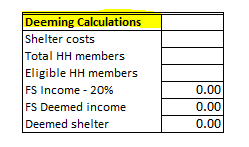 Deeming Calculations
Shelter costs
Total HH members
Eligible HH members
FS Income - 20% 0.00
FS Deemed income 0.00
Deemed shelter 0.00